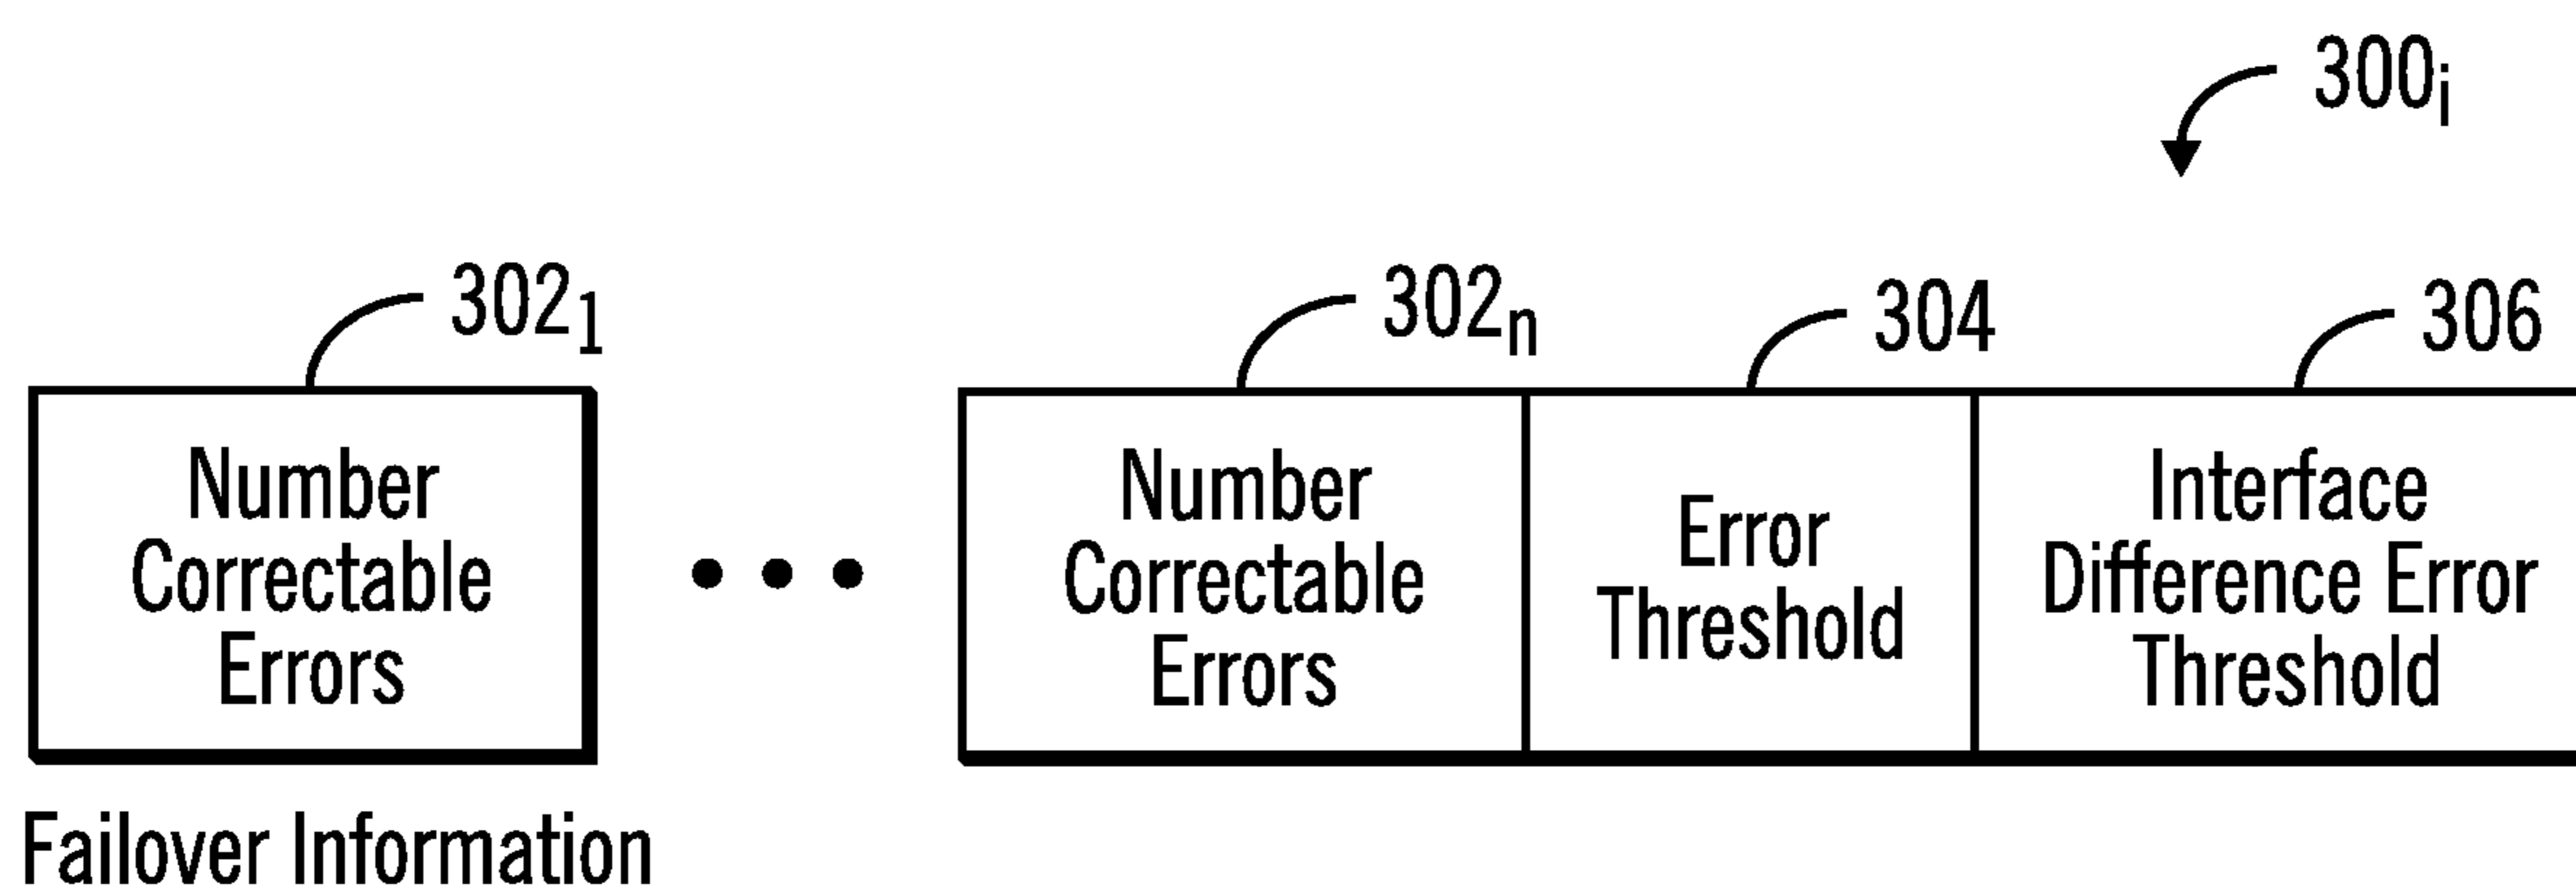 300i
3021
302n
304
306
Number
Correctable
Errors
Number
Correctable
Errors
Error
Threshold
Interface
Difference Error
Threshold
Failover Information